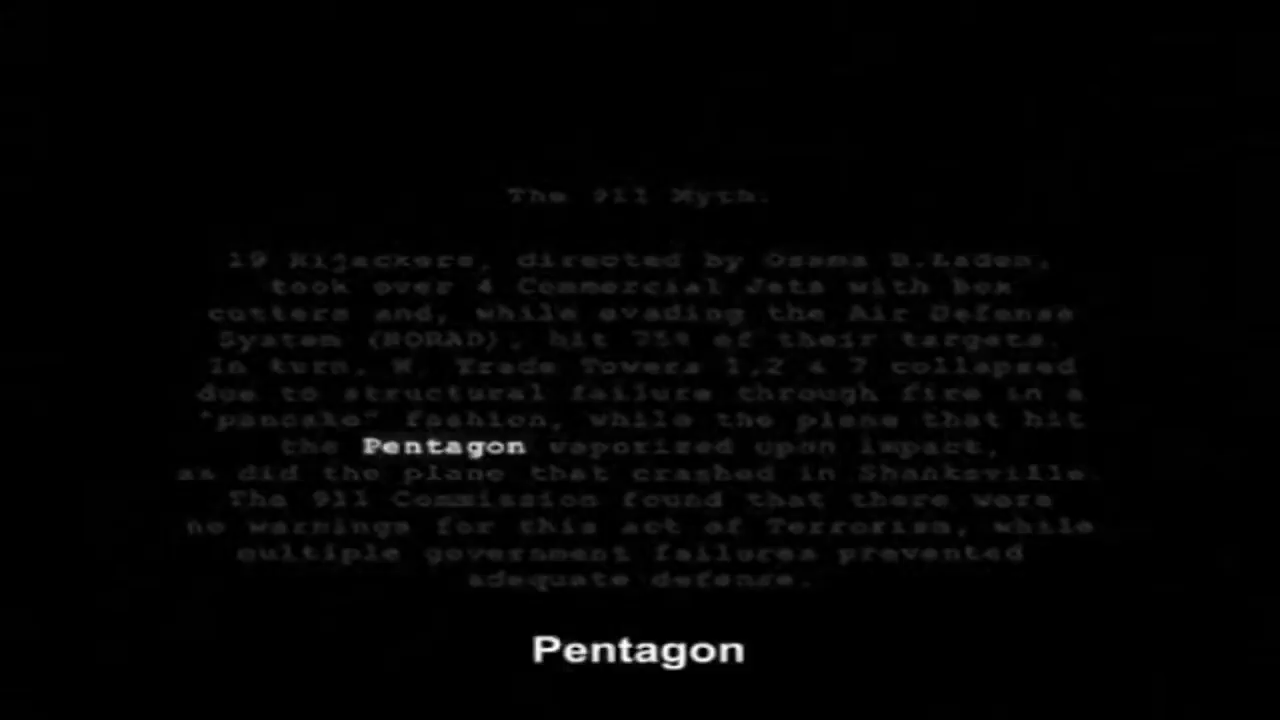 The 911 Myth.
19 Hijackers, directed by Osama B.Laden,
took over 4 Commercial Jets with box
cutters and, while evading the Air Defense
System (NORAD), hit 75% of their targets.
In turn, W. Trade Towers 1,2 & 7 collapsed
due to structural failure through fire in a
"pancake" fashion, while the plane that hit
the Pentagon vaporized upon impact,
as did the plane that crashed in Shanksville.
The 911 Commission found that there were
no warnings for this act of Terrorism, while
multiple government failures prevented
adequate defense.
Pentagon